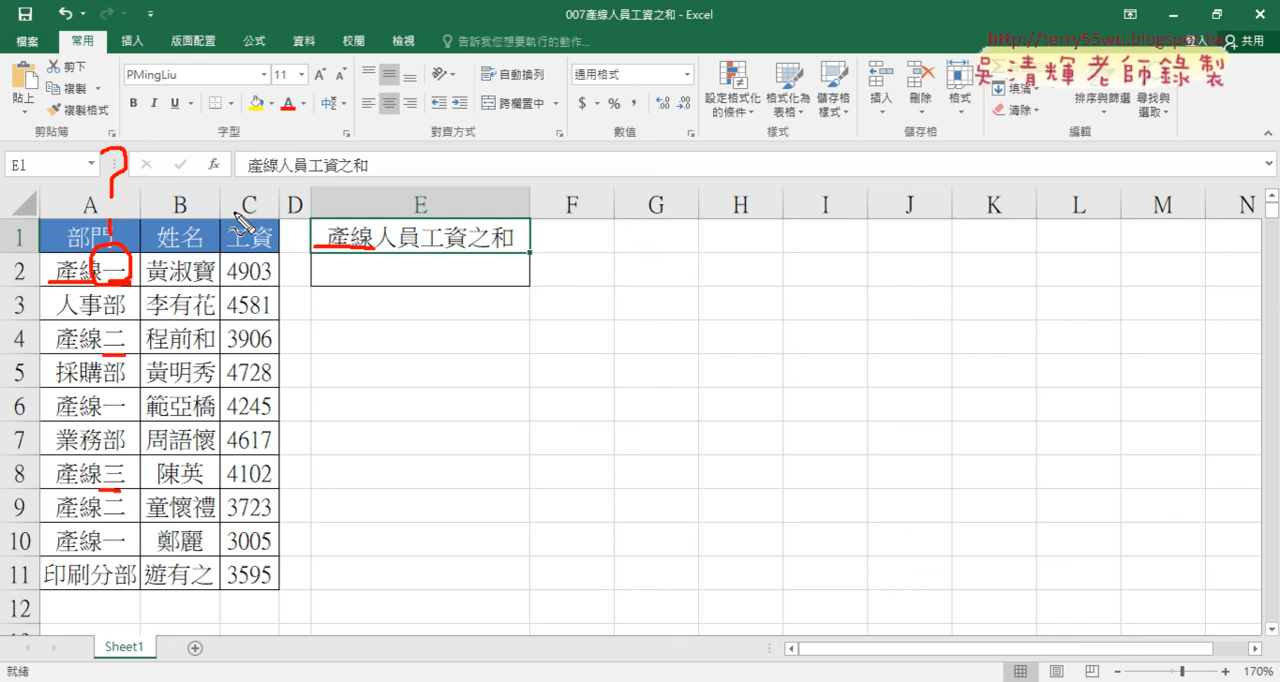 007產線人員工資之和 - Excel
http://terry55wu.blogspot.tw
登入 共用
檔案 常用 插入 版面配置 公式 資料 校閱 檢視 告訴我您想要執行的動作...
吳清輝老師錄製
貼上 剪下 複製 複製格式
PMingLiu 11
B I U 中
自動換列
跨欄置中
通用格式
$ % ,
設定格式化的條件 格式化為表格 儲存格樣式
插入 刪除 格式
填滿 清除
排序與篩選 尋找與選取
剪貼簿 字型 對齊方式 數值 樣式 儲存格 編輯
E1 fx 產線人員工資之和
?
A B C D E F G H I J K L M N
1 部門 姓名 工資 產線人員工資之和
2 產線一 黃淑寶 4903
3 人事部 李有花 4581
4 產線二 程前和 3906
5 採購部 黃明秀 4728
6 產線一 範亞橋 4245
7 業務部 周語懷 4617
8 產線三 陳英 4102
9 產線二 童懷禮 3723
10 產線一 鄭麗 3005
11 印刷分部 遊有之 3595
12
Sheet1
就緒 170%